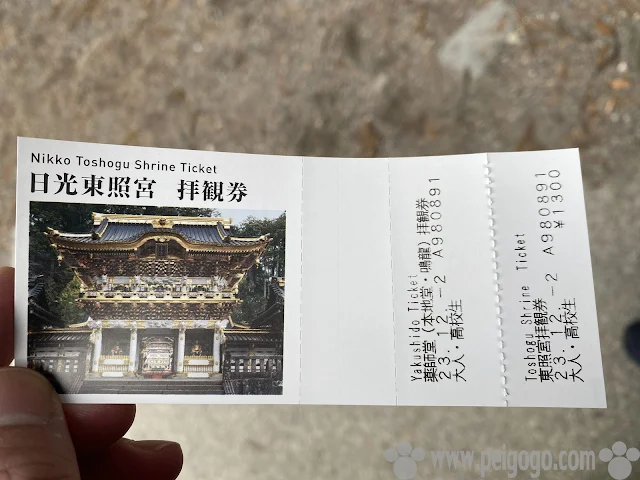 Nikko Toshogu Shrine Ticket
日光東照宮 拝観券
Yakushido Ticket
薬師堂（本地堂・鳴龍）拝観券
23.12.-2 A980891
大人・高校生
Toshogu Shrine Ticket
東照宮拝観券 A980891
23.12.-2 ¥1300
大人・高校生
www.peigogo.com